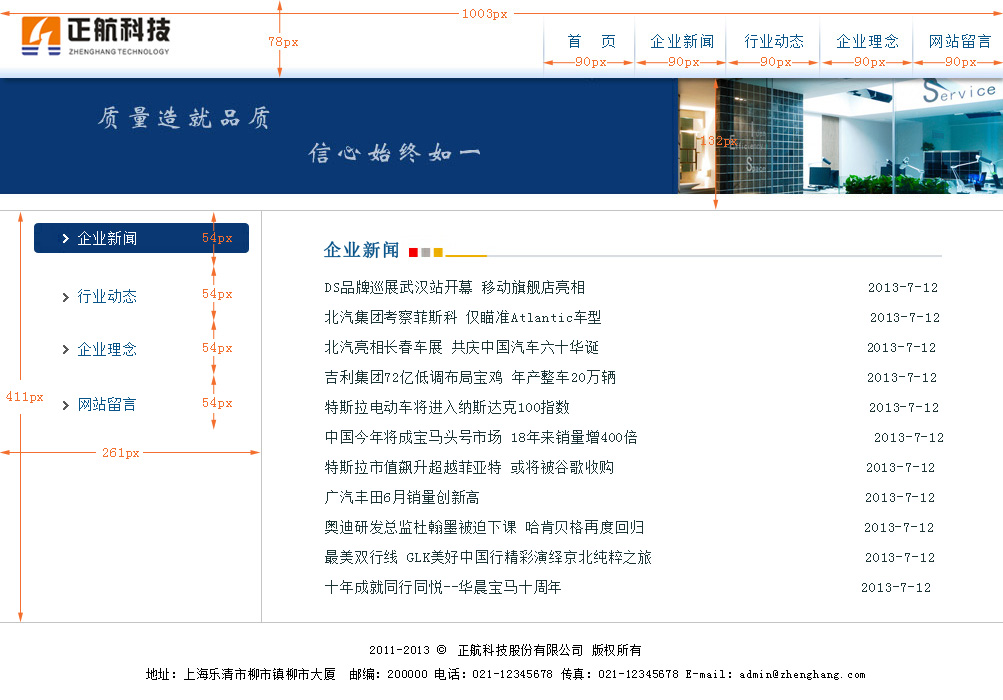 1003px
正航科技
ZHENGHANG TECHNOLOGY
78px
首 页 企业新闻 行业动态 企业理念 网站留言
90px 90px 90px 90px 90px
质量造就品质
信心始终如一
Service
132px
Space
企业新闻 54px
行业动态 54px
企业理念 54px
网站留言 54px
411px
261px
企业新闻
DS品牌巡展武汉站开幕 移动旗舰店亮相 2013-7-12
北汽集团考察菲斯科 仅瞄准Atlantic车型 2013-7-12
北汽亮相长春车展 共庆中国汽车六十华诞 2013-7-12
吉利集团72亿低调布局宝鸡 年产整车20万辆 2013-7-12
特斯拉电动车将进入纳斯达克100指数 2013-7-12
中国今年将成宝马头号市场 18年来销量增400倍 2013-7-12
特斯拉市值飙升超越菲亚特 或将被谷歌收购 2013-7-12
广汽丰田6月销量创新高 2013-7-12
奥迪研发总监杜翰墨被迫下课 哈肯贝格再度回归 2013-7-12
最美双行线 GLK美好中国行精彩演绎京北纯粹之旅 2013-7-12
十年成就同行同悦--华晨宝马十周年 2013-7-12
2011-2013 © 正航科技股份有限公司 版权所有
地址：上海乐清市柳市镇柳市大厦 邮编：200000 电话：021-12345678 传真：021-12345678 E-mail：admin@zhenghang.com